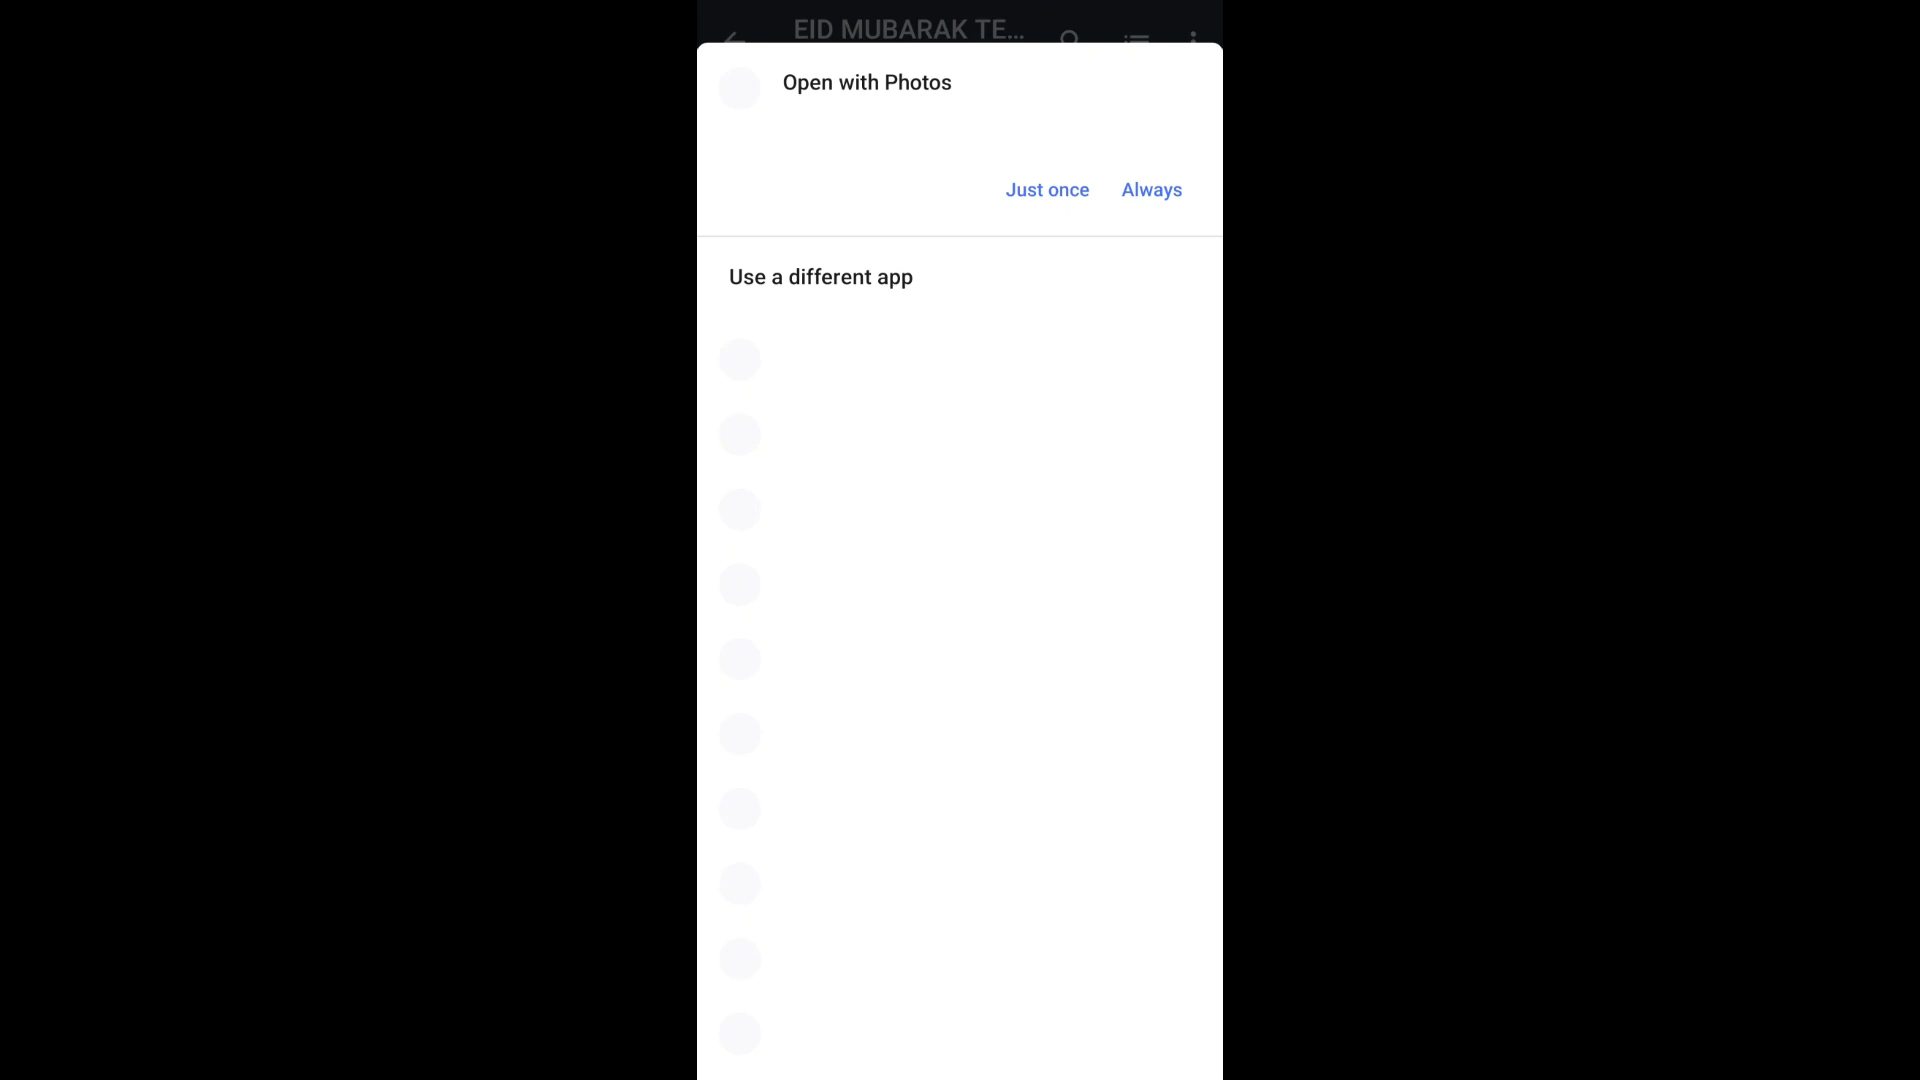 EID MUBARAK TE...
Open with Photos
Just once
Always
Use a different app